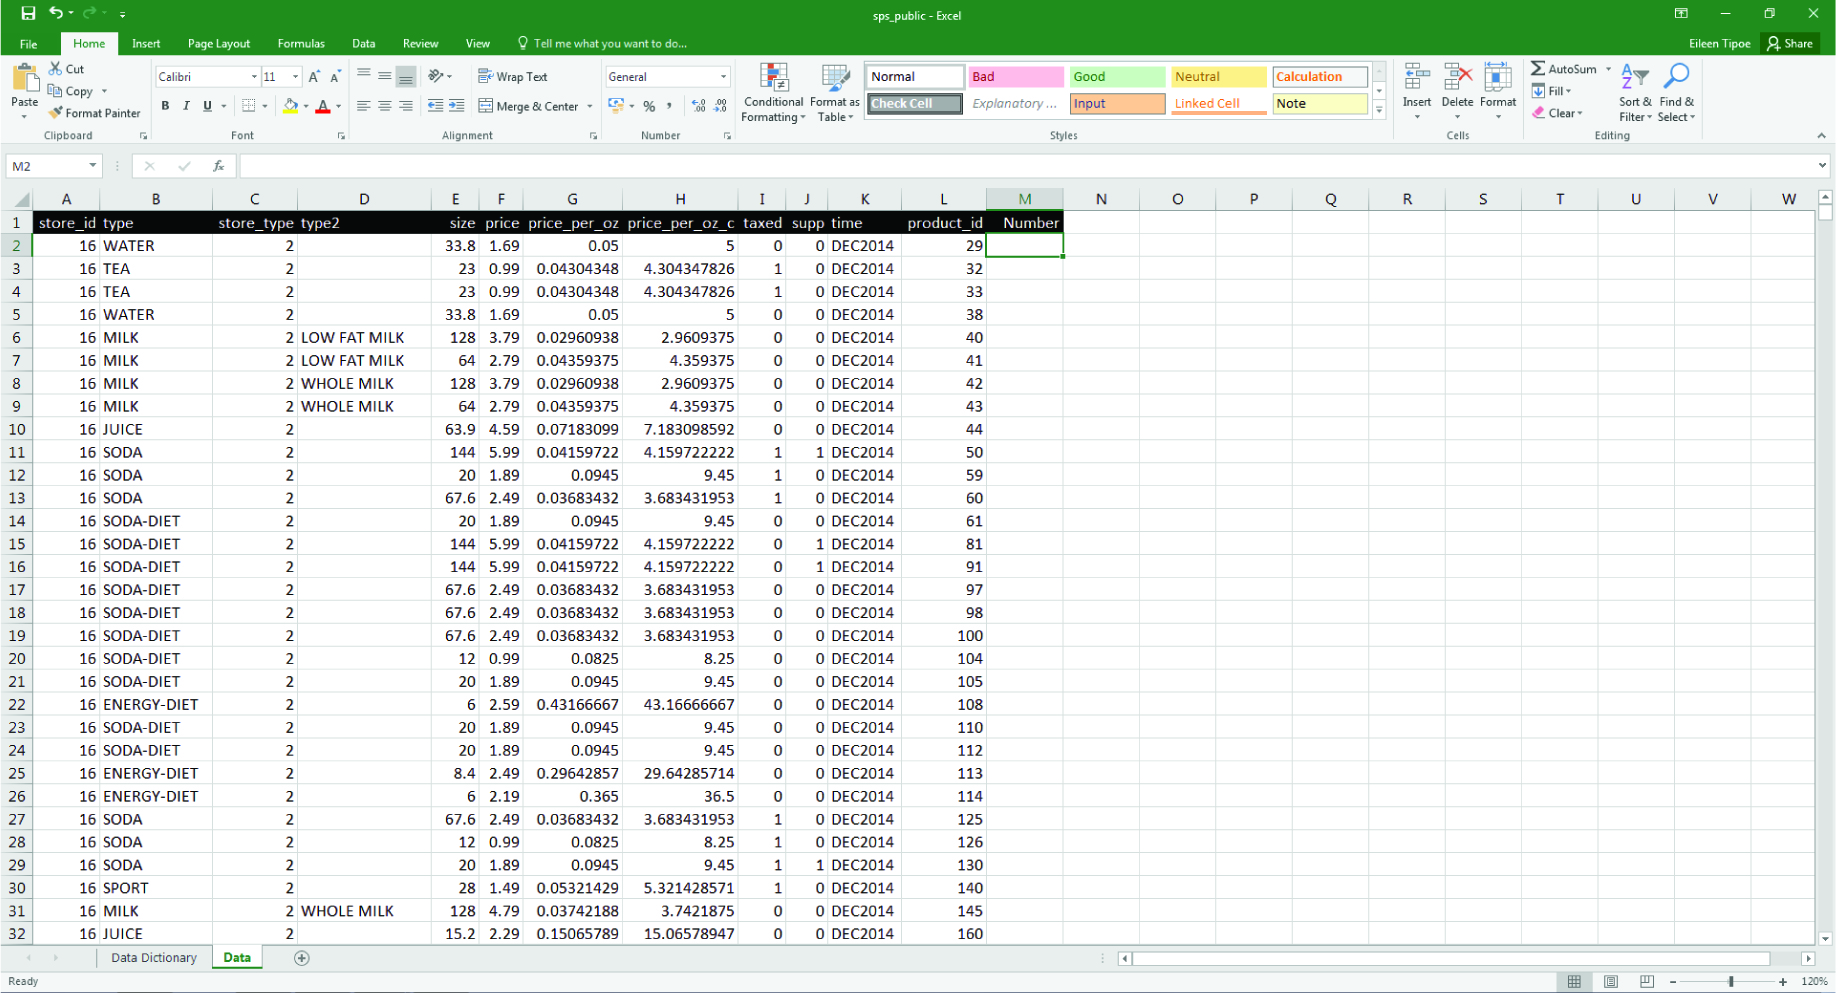 sps_public - Excel
File Home Insert Page Layout Formulas Data Review View Tell me what you want to do... Eileen Tipoe Share
Paste Cut Copy Format Painter Clipboard
Calibri 11 A A B I U A Font
Wrap Text Merge & Center Alignment
General % , Number
Conditional Formatting Format as Table
Normal Bad Good Neutral Calculation
Check Cell Explanatory ... Input Linked Cell Note
Styles
Insert Delete Format Cells
AutoSum Fill Clear Sort & Filter Find & Select Editing
M2 fx
A B C D E F G H I J K L M N O P Q R S T U V W
1 store_id type store_type type2 size price price_per_oz price_per_oz_c taxed supp time product_id Number
2 16 WATER 2 33.8 1.69 0.05 5 0 0 DEC2014 29
3 16 TEA 2 23 0.99 0.04304348 4.304347826 1 0 DEC2014 32
4 16 TEA 2 23 0.99 0.04304348 4.304347826 1 0 DEC2014 33
5 16 WATER 2 33.8 1.69 0.05 5 0 0 DEC2014 38
6 16 MILK 2 LOW FAT MILK 128 3.79 0.02960938 2.9609375 0 0 DEC2014 40
7 16 MILK 2 LOW FAT MILK 64 2.79 0.04359375 4.359375 0 0 DEC2014 41
8 16 MILK 2 WHOLE MILK 128 3.79 0.02960938 2.9609375 0 0 DEC2014 42
9 16 MILK 2 WHOLE MILK 64 2.79 0.04359375 4.359375 0 0 DEC2014 43
10 16 JUICE 2 63.9 4.59 0.07183099 7.183098592 0 0 DEC2014 44
11 16 SODA 2 144 5.99 0.04159722 4.159722222 1 1 DEC2014 50
12 16 SODA 2 20 1.89 0.0945 9.45 1 0 DEC2014 59
13 16 SODA 2 67.6 2.49 0.03683432 3.683431953 1 0 DEC2014 60
14 16 SODA-DIET 2 20 1.89 0.0945 9.45 0 0 DEC2014 61
15 16 SODA-DIET 2 144 5.99 0.04159722 4.159722222 0 1 DEC2014 81
16 16 SODA-DIET 2 144 5.99 0.04159722 4.159722222 0 1 DEC2014 91
17 16 SODA-DIET 2 67.6 2.49 0.03683432 3.683431953 0 0 DEC2014 97
18 16 SODA-DIET 2 67.6 2.49 0.03683432 3.683431953 0 0 DEC2014 98
19 16 SODA-DIET 2 67.6 2.49 0.03683432 3.683431953 0 0 DEC2014 100
20 16 SODA-DIET 2 12 0.99 0.0825 8.25 0 0 DEC2014 104
21 16 SODA-DIET 2 20 1.89 0.0945 9.45 0 0 DEC2014 105
22 16 ENERGY-DIET 2 6 2.59 0.43166667 43.16666667 0 0 DEC2014 108
23 16 SODA-DIET 2 20 1.89 0.0945 9.45 0 0 DEC2014 110
24 16 SODA-DIET 2 20 1.89 0.0945 9.45 0 0 DEC2014 112
25 16 ENERGY-DIET 2 8.4 2.49 0.29642857 29.64285714 0 0 DEC2014 113
26 16 ENERGY-DIET 2 6 2.19 0.365 36.5 0 0 DEC2014 114
27 16 SODA 2 67.6 2.49 0.03683432 3.683431953 1 0 DEC2014 125
28 16 SODA 2 12 0.99 0.0825 8.25 1 0 DEC2014 126
29 16 SODA 2 20 1.89 0.0945 9.45 1 1 DEC2014 130
30 16 SPORT 2 28 1.49 0.05321429 5.321428571 1 0 DEC2014 140
31 16 MILK 2 WHOLE MILK 128 4.79 0.03742188 3.7421875 0 0 DEC2014 145
32 16 JUICE 2 15.2 2.29 0.15065789 15.06578947 0 0 DEC2014 160
Data Dictionary Data
Ready 120%